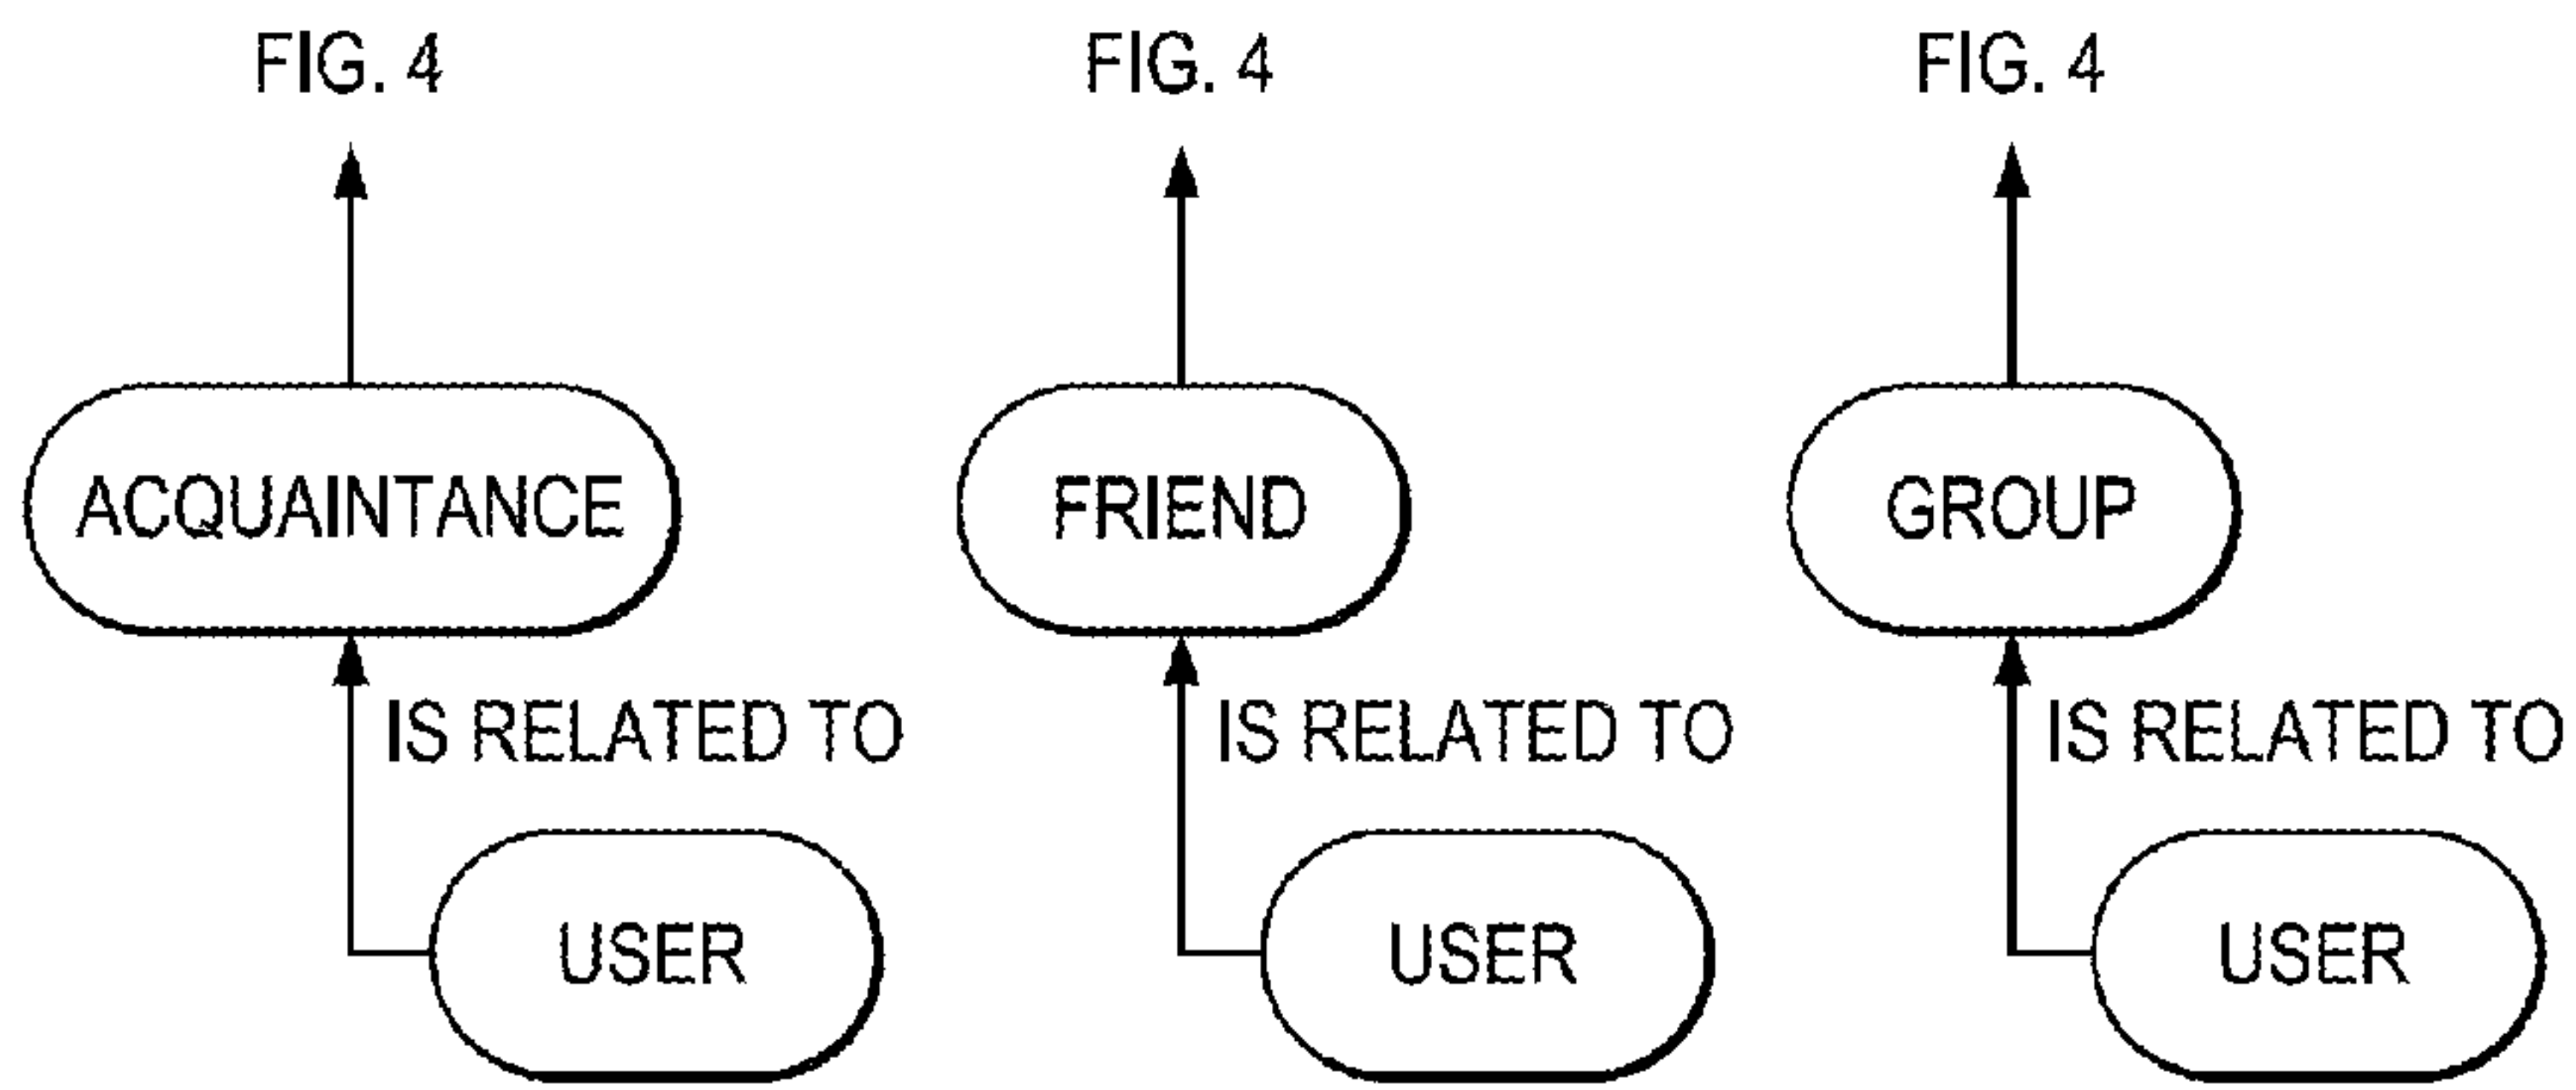 FIG. 4
FIG. 4
FIG. 4
ACQUAINTANCE
FRIEND
GROUP
IS RELATED TO
IS RELATED TO
IS RELATED TO
USER
USER
USER